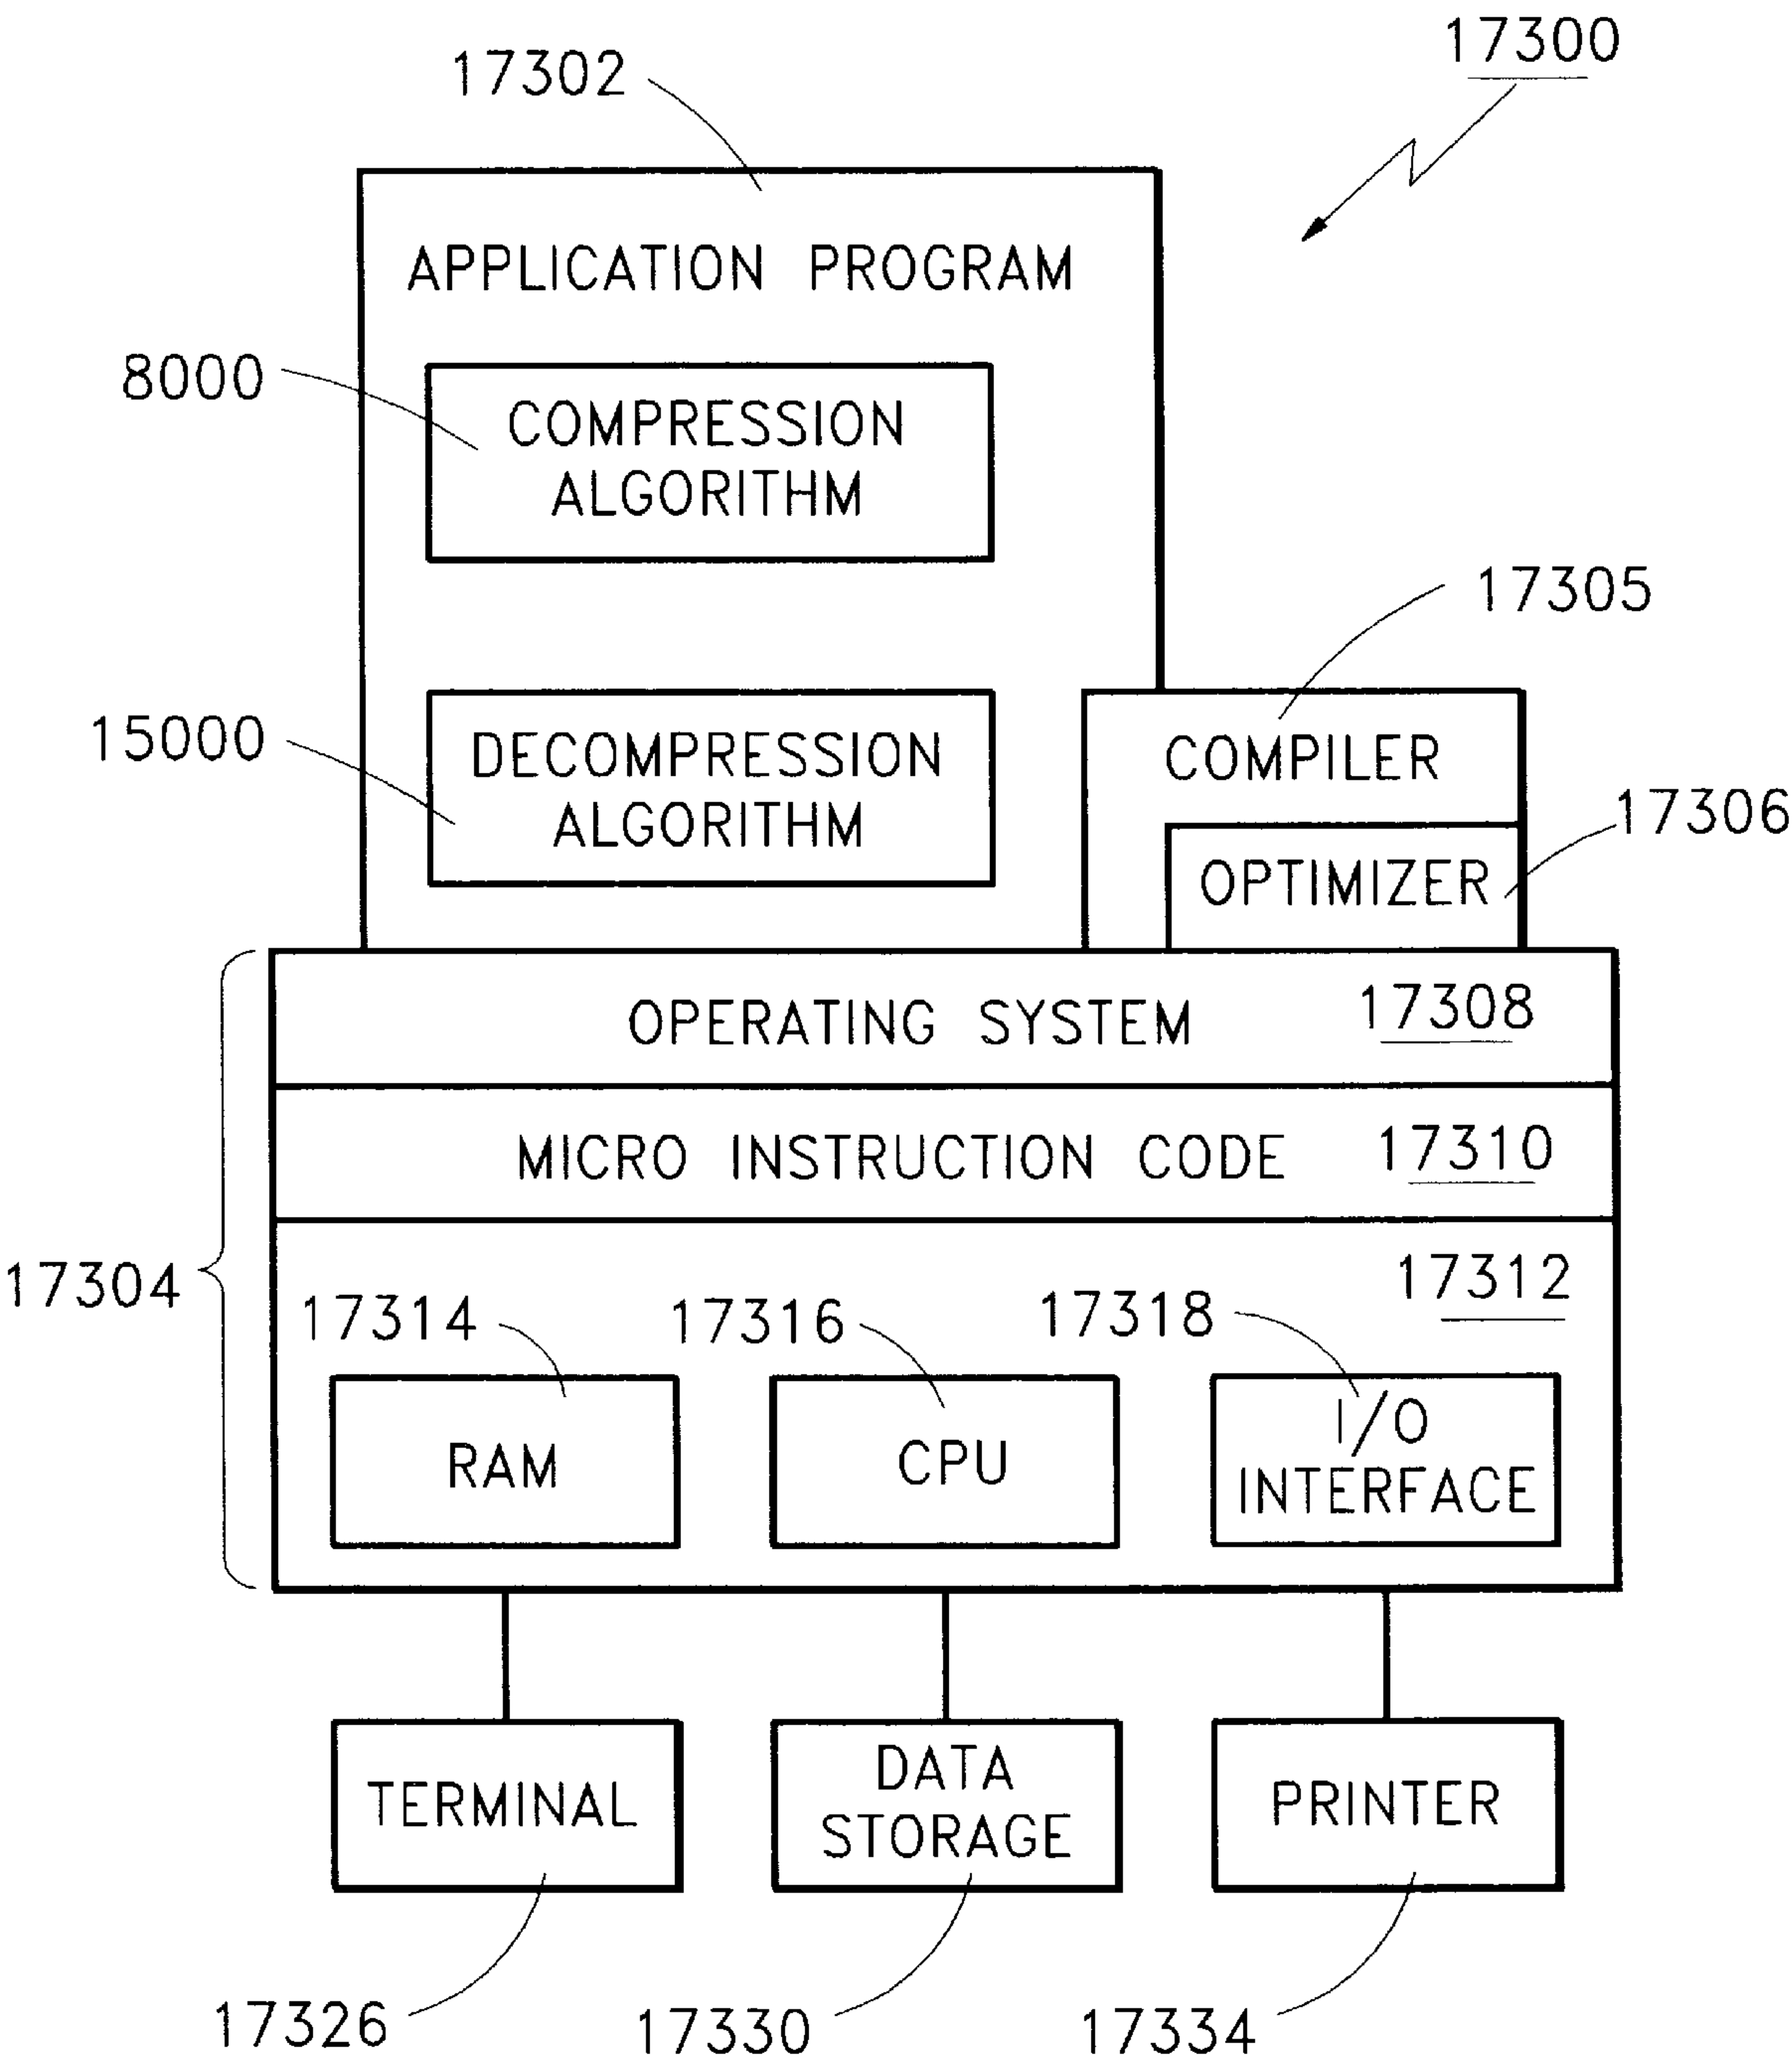 17300
17302
APPLICATION PROGRAM
8000
COMPRESSION
ALGORITHM
17305
15000
DECOMPRESSION
ALGORITHM
COMPILER
17306
OPTIMIZER
OPERATING SYSTEM 17308
MICRO INSTRUCTION CODE 17310
17304
17312
17314
17316
17318
RAM
CPU
I/O
INTERFACE
TERMINAL
DATA
STORAGE
PRINTER
17326
17330
17334